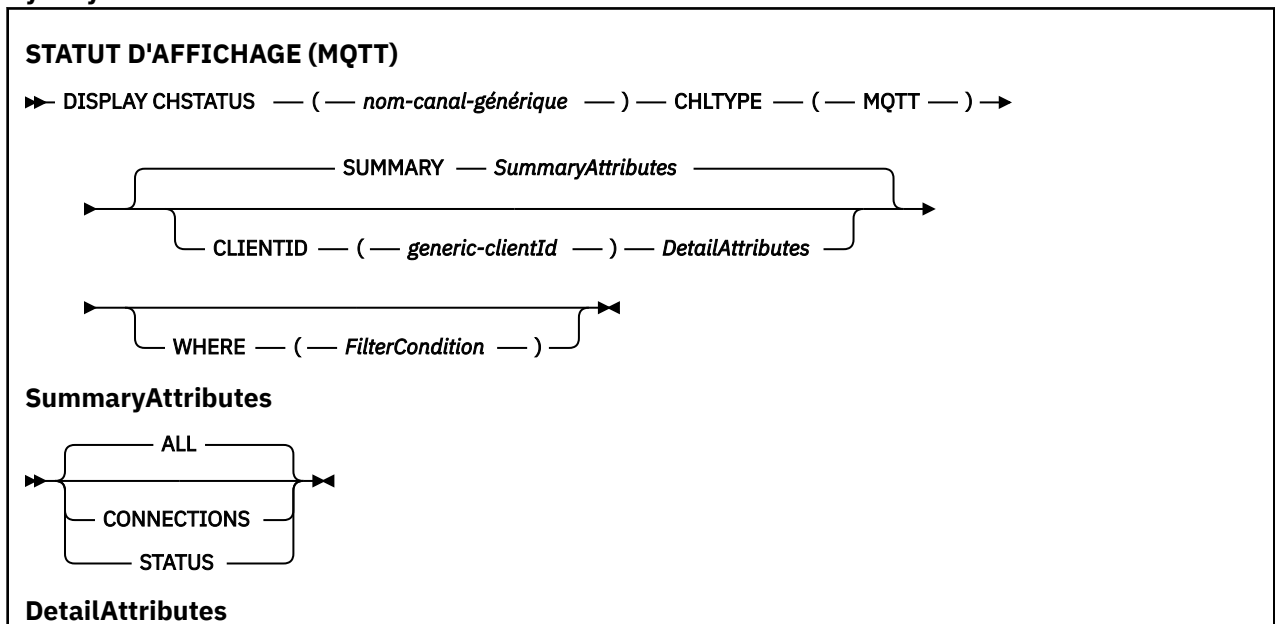 STATUT D'AFFICHAGE (MQTT)
DISPLAY CHSTATUS ( nom-canal-générique ) CHLTYPE ( MQTT )
SUMMARY SummaryAttributes
CLIENTID ( generic-clientId ) DetailAttributes
WHERE ( FilterCondition )
SummaryAttributes
ALL
CONNECTIONS
STATUS
DetailAttributes